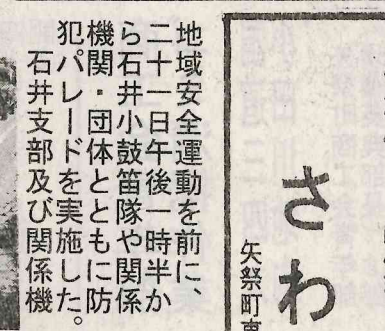 さわ
矢祭町東
地域安全運動を前に、
二十一日午後一時半か
ら石井小鼓笛隊や関係
機関・団体とともに防
犯パレードを実施した。
石井支部及び関係機